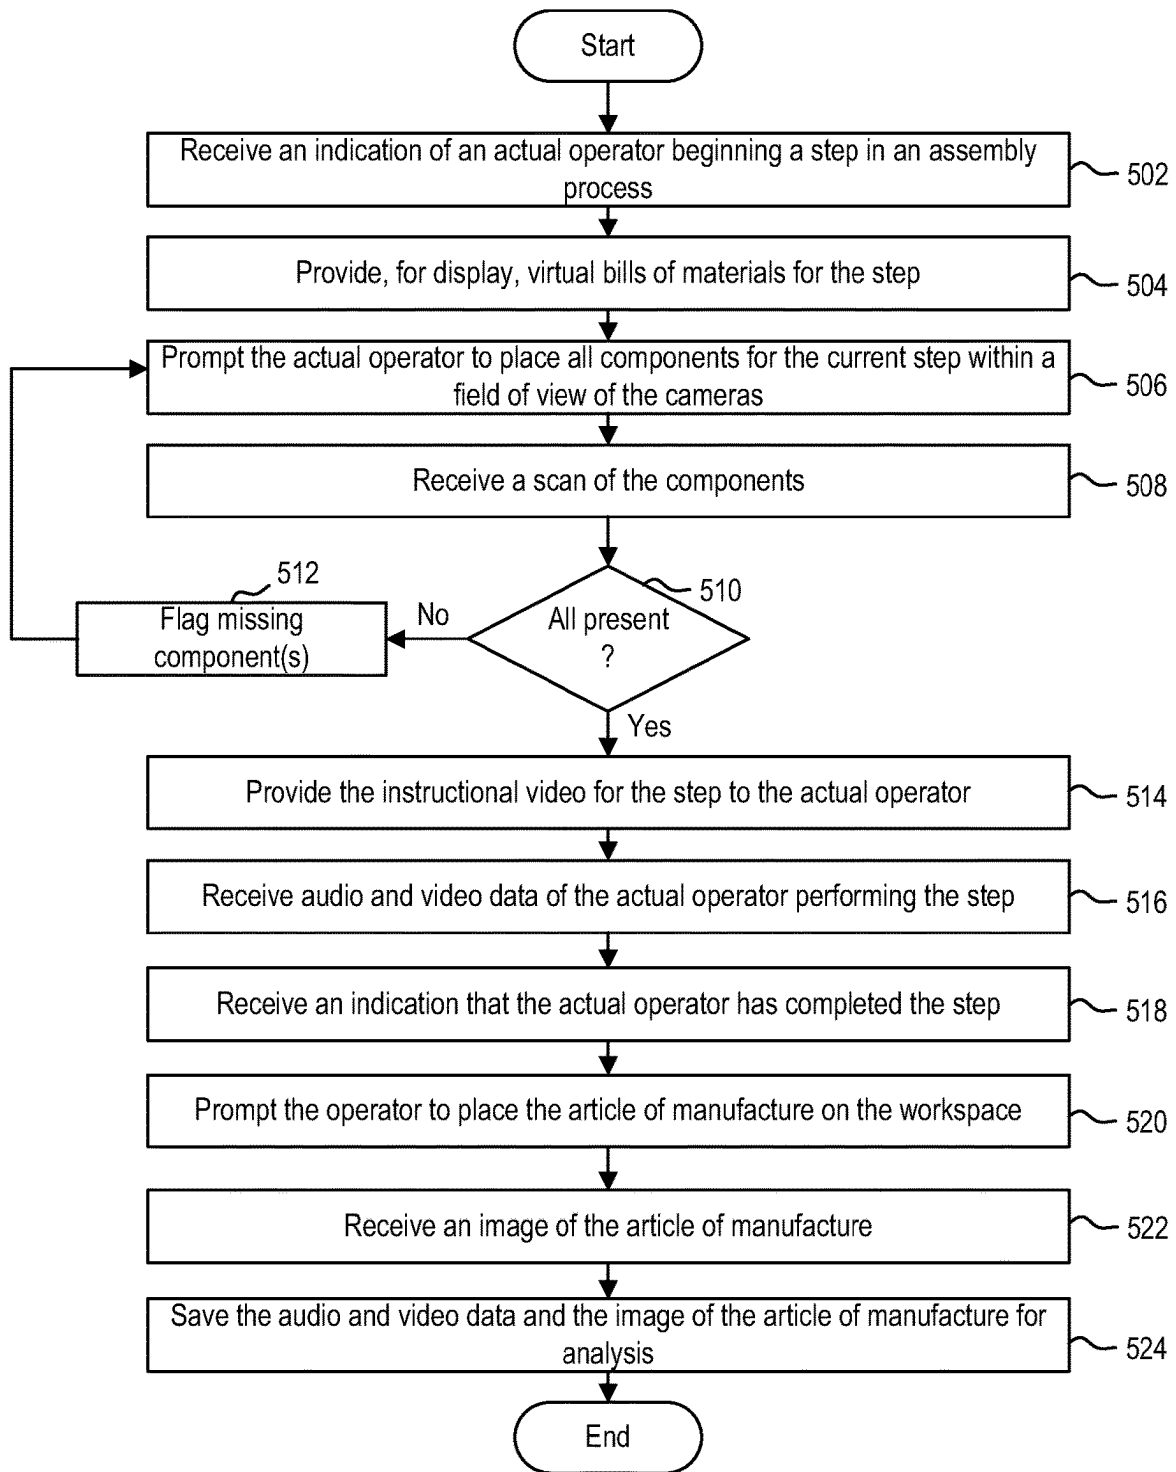 Start
Receive an indication of an actual operator beginning a step in an assembly
process
502
Provide, for display, virtual bills of materials for the step
504
Prompt the actual operator to place all components for the current step within a
field of view of the cameras
506
Receive a scan of the components
508
512
Flag missing
component(s)
No
510
All present
?
Yes
Provide the instructional video for the step to the actual operator
514
Receive audio and video data of the actual operator performing the step
516
Receive an indication that the actual operator has completed the step
518
Prompt the operator to place the article of manufacture on the workspace
520
Receive an image of the article of manufacture
522
Save the audio and video data and the image of the article of manufacture for
analysis
524
End